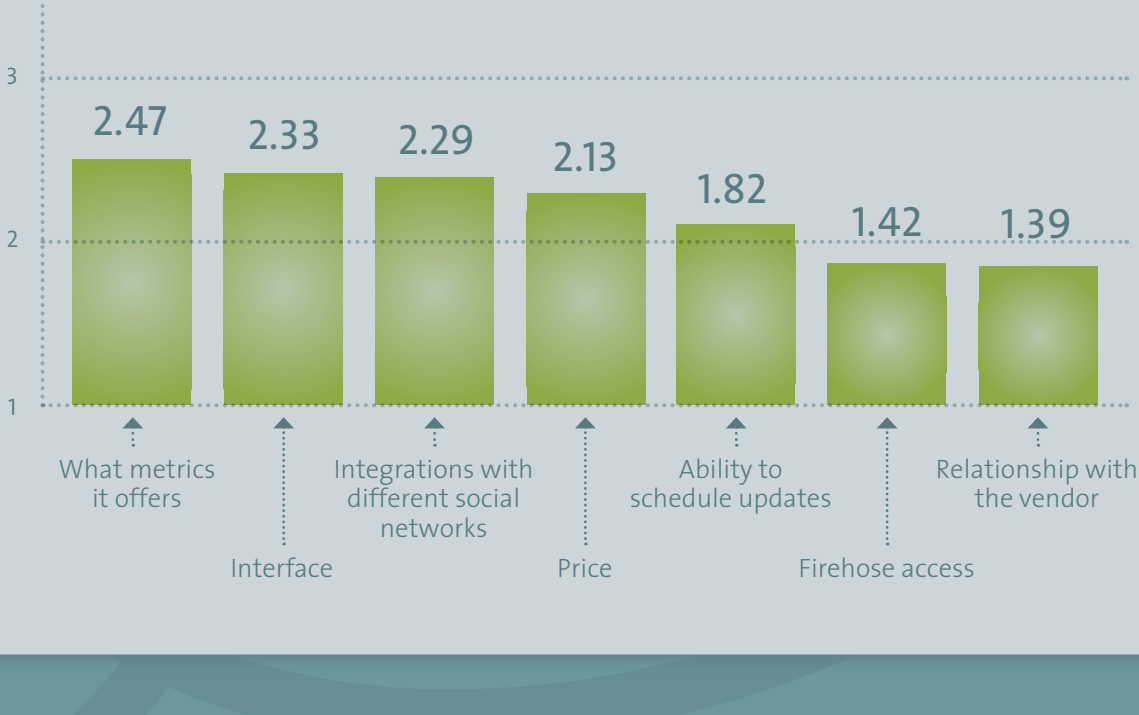 3
2.47
2.33
2.29
2.13
1.82
1.42
1.39
2
1
What metrics
it offers
Interface
Integrations with
different social
networks
Price
Ability to
schedule updates
Firehose access
Relationship with
the vendor